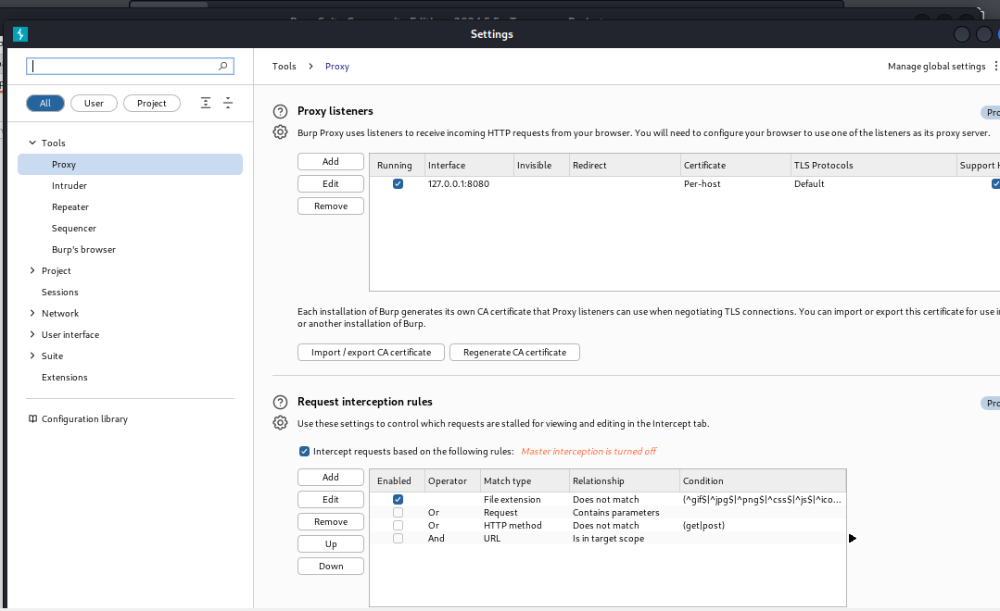 Settings
Tools > Proxy
Manage global settings
All
User
Project
Tools
Proxy
Intruder
Repeater
Sequencer
Burp's browser
Project
Sessions
Network
User interface
Suite
Extensions
Configuration library
Proxy listeners
Pro
Burp Proxy uses listeners to receive incoming HTTP requests from your browser. You will need to configure your browser to use one of the listeners as its proxy server.
Add
Edit
Remove
Running Interface Invisible Redirect Certificate TLS Protocols Support H
127.0.0.1:8080 Per-host Default
Each installation of Burp generates its own CA certificate that Proxy listeners can use when negotiating TLS connections. You can import or export this certificate for use in
or another installation of Burp.
Import / export CA certificate
Regenerate CA certificate
Request interception rules
Pro
Use these settings to control which requests are stalled for viewing and editing in the Intercept tab.
Intercept requests based on the following rules: Master interception is turned off
Add
Edit
Remove
Up
Down
Enabled Operator Match type Relationship Condition
File extension Does not match (^gif$|^jpg$|^png$|^css$|^js$|^ico...
Or Request Contains parameters
Or HTTP method Does not match (get|post)
And URL Is in target scope